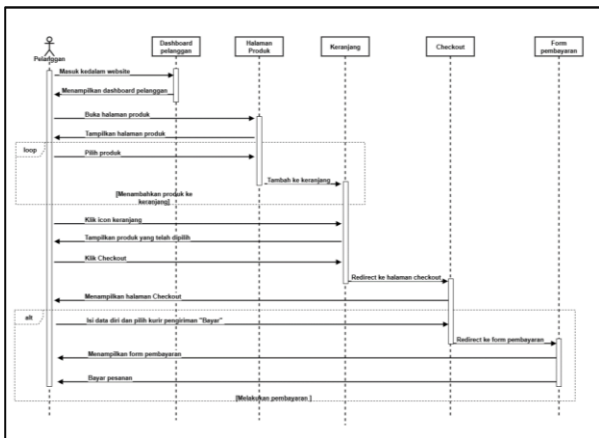 Pelanggan
Dashboard
pelanggan
Halaman
Produk
Keranjang
Checkout
Form
pembayaran
Masuk kedalam website
Menampilkan dashboard pelanggan
Buka halaman produk
Tampilkan halaman produk
loop
Pilih produk
Tambah ke keranjang
[Menambahkan produk ke
keranjang]
Klik icon keranjang
Tampilkan produk yang telah dipilih
Klik Checkout
Redirect ke halaman checkout
Menampilkan halaman Checkout
alt
Isi data diri dan pilih kurir pengiriman "Bayar"
Redirect ke form pembayaran
Menampilkan form pembayaran
Bayar pesanan
[Melakukan pembayaran ]